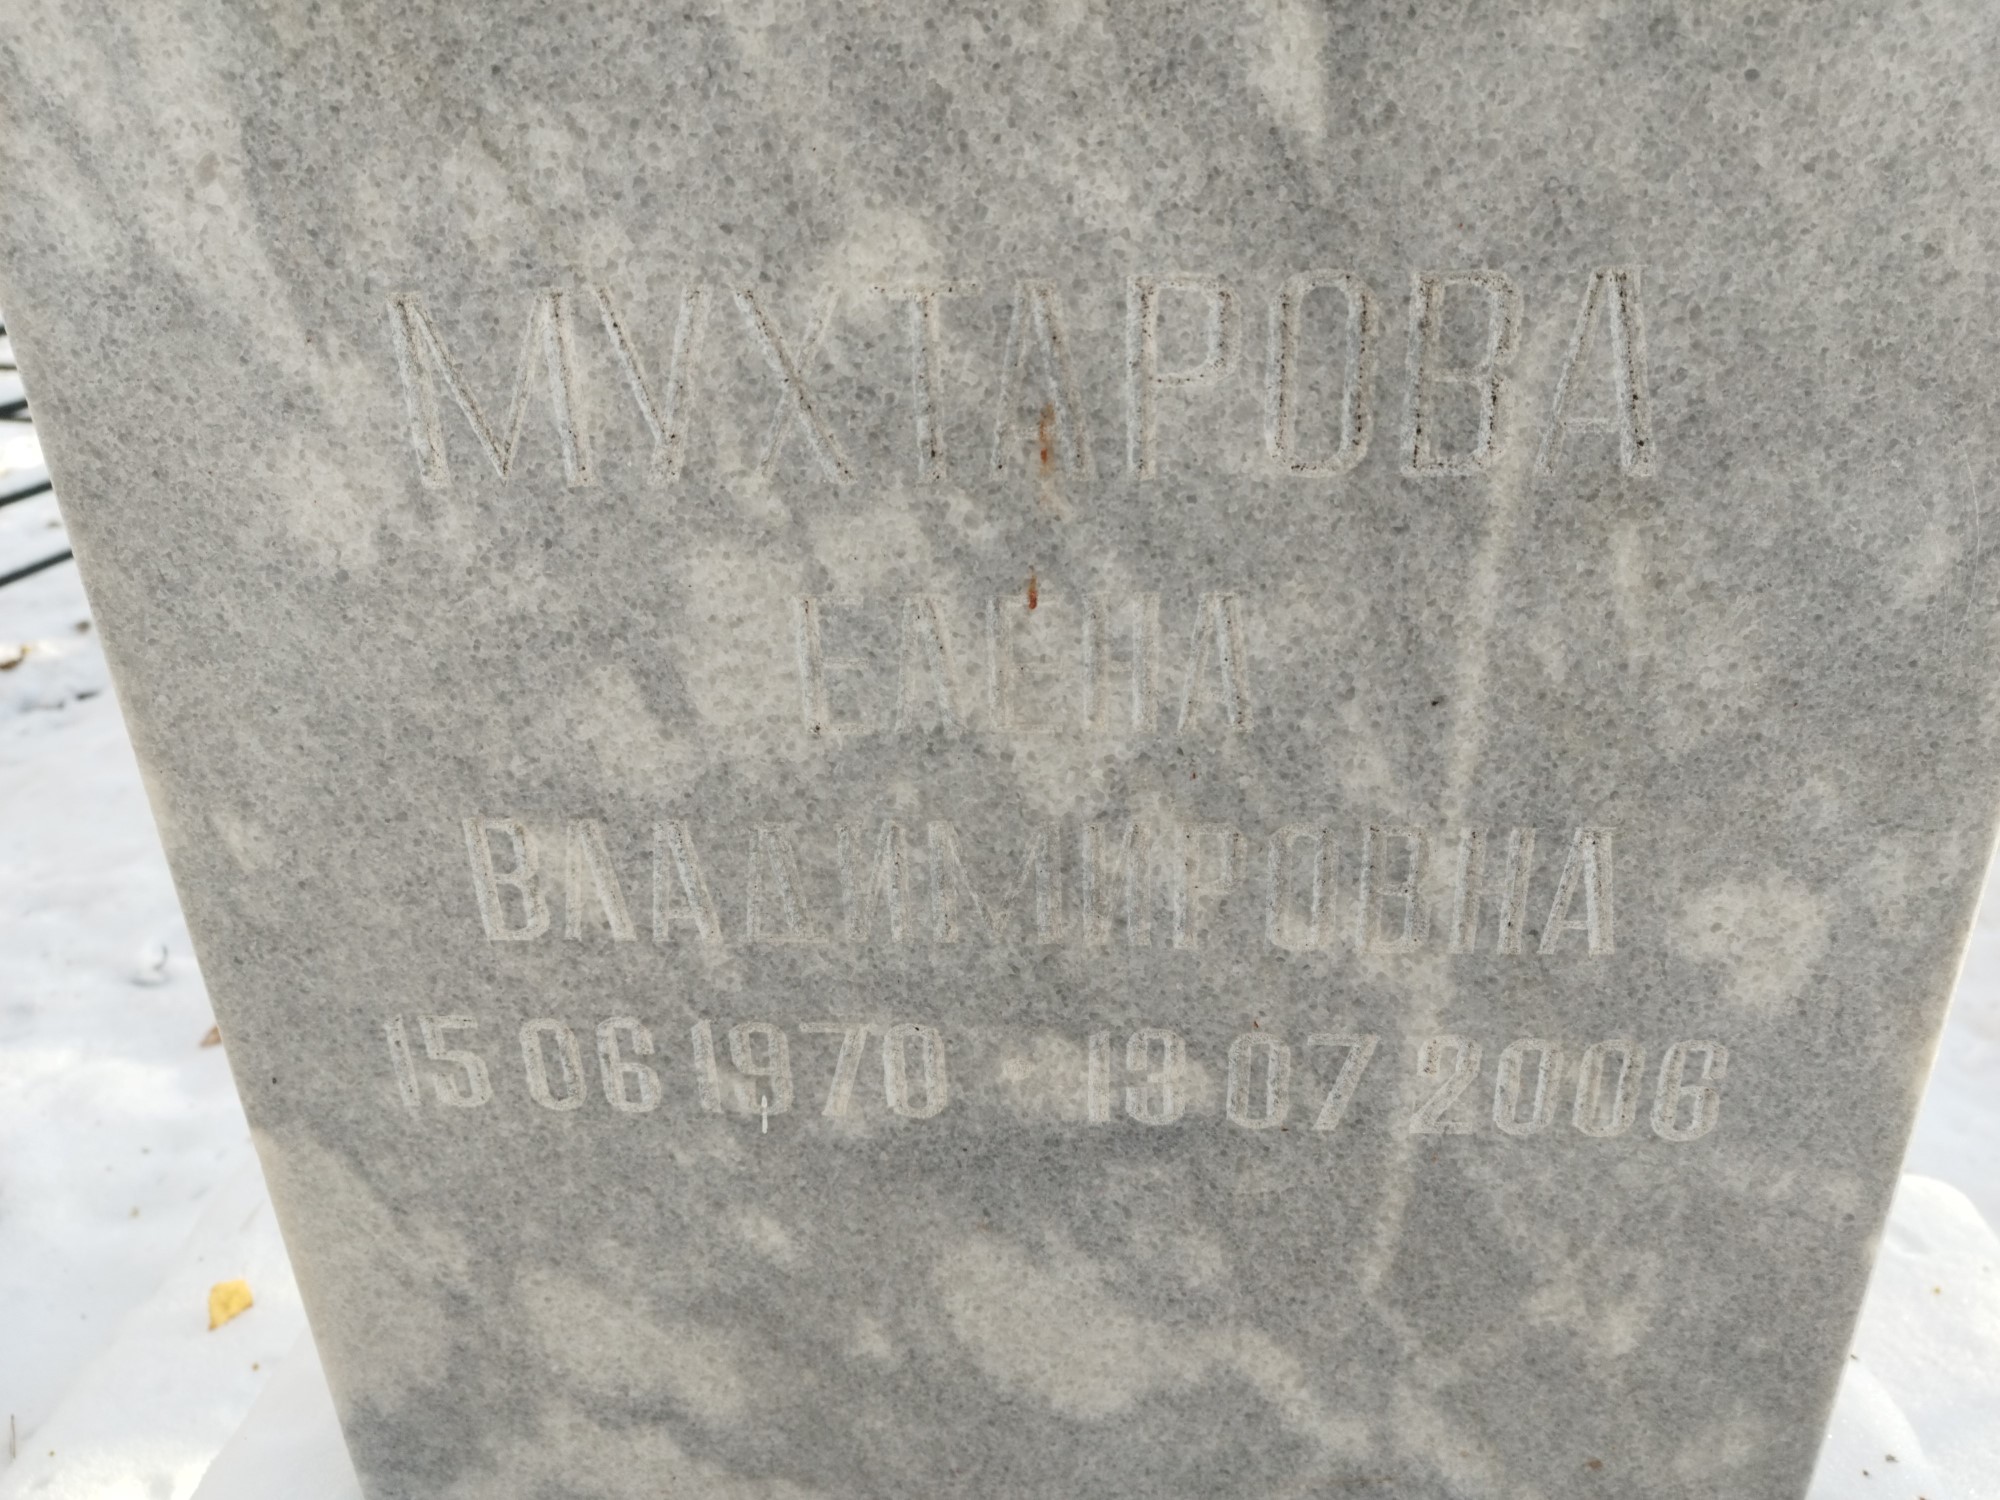 МУХТАРОВА
ЕЛЕНА
ВЛАДИМИРОВНА
15 06 1970 - 13 07 2006